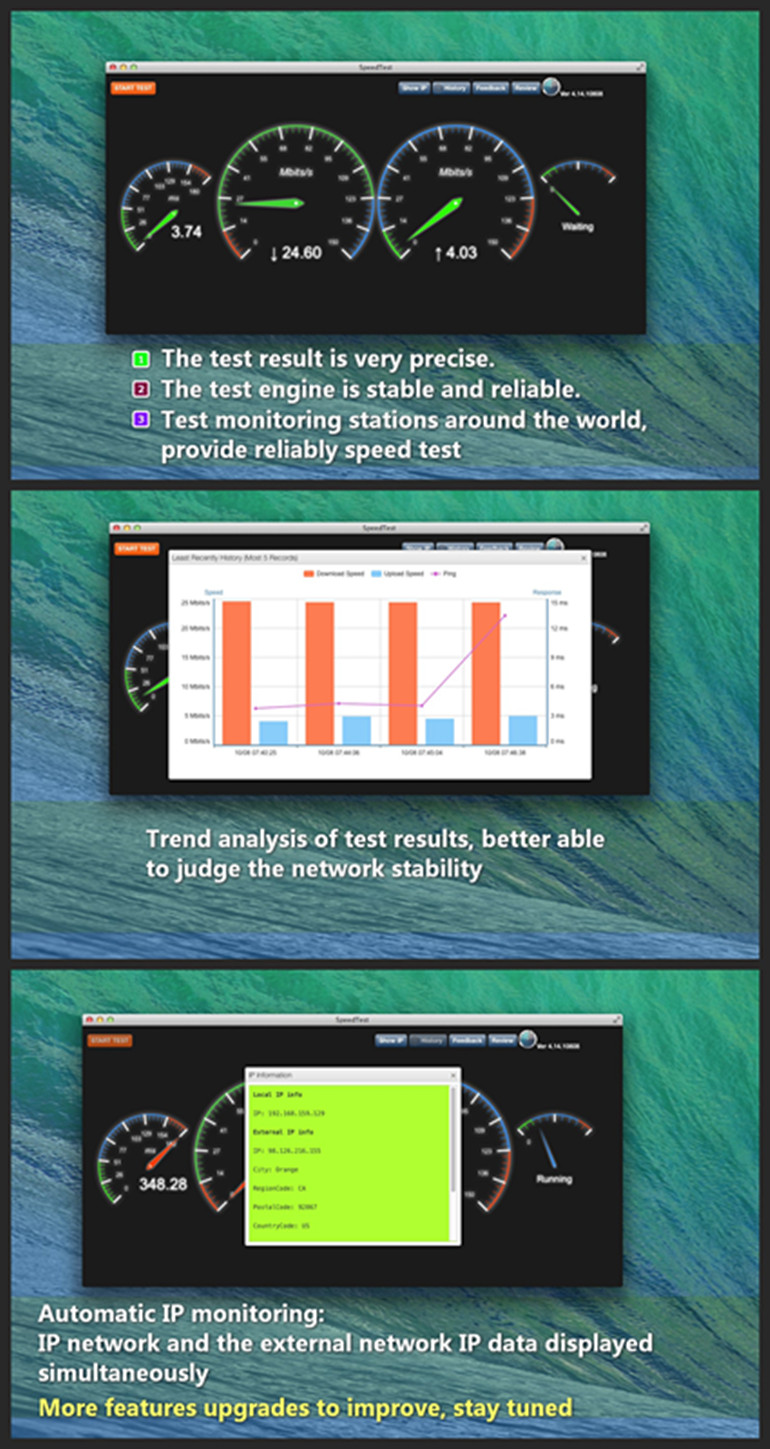 SpeedTest
START TEST
Show IP History Feedback Review
Ver 4.14.10808
Mbits/s Mbits/s
3.74
↓ 24.60 ↑ 4.03
Waiting
1 The test result is very precise.
2 The test engine is stable and reliable.
3 Test monitoring stations around the world,
provide reliably speed test
SpeedTest
START TEST
Least Recently History (Most 5 Records)
Download Speed Upload Speed Ping
Speed Response
25 Mbits/s 15 ms
20 Mbits/s 12 ms
15 Mbits/s 9 ms
10 Mbits/s 6 ms
5 Mbits/s 3 ms
0 Mbits/s 0 ms
10/08 07:43:25 10/08 07:44:06 10/08 07:45:04 10/08 07:46:38
Trend analysis of test results, better able
to judge the network stability
SpeedTest
START TEST
Show IP History Feedback Review
Ver 4.14.10808
IP Information
Local IP info
IP: 192.168.159.129
External IP info
IP: 98.126.216.155
City: Orange
RegionCode: CA
PostalCode: 92867
CountryCode: US
348.28
Running
Automatic IP monitoring:
IP network and the external network IP data displayed
simultaneously
More features upgrades to improve, stay tuned